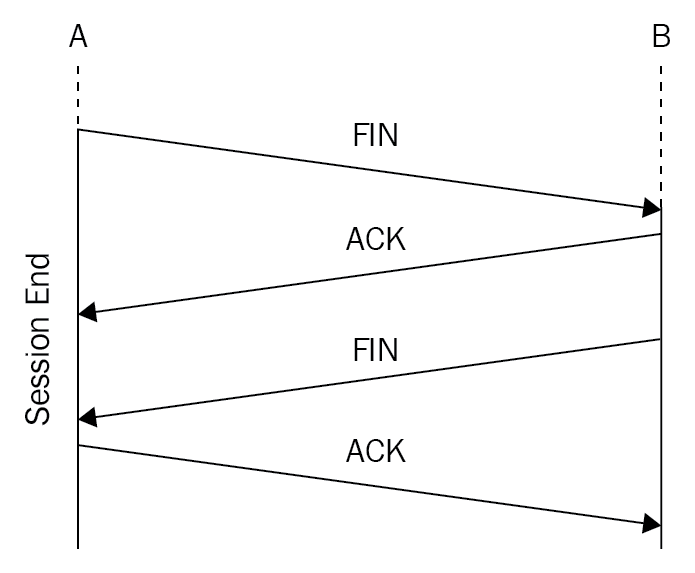 A
B
FIN
ACK
Session End
FIN
ACK